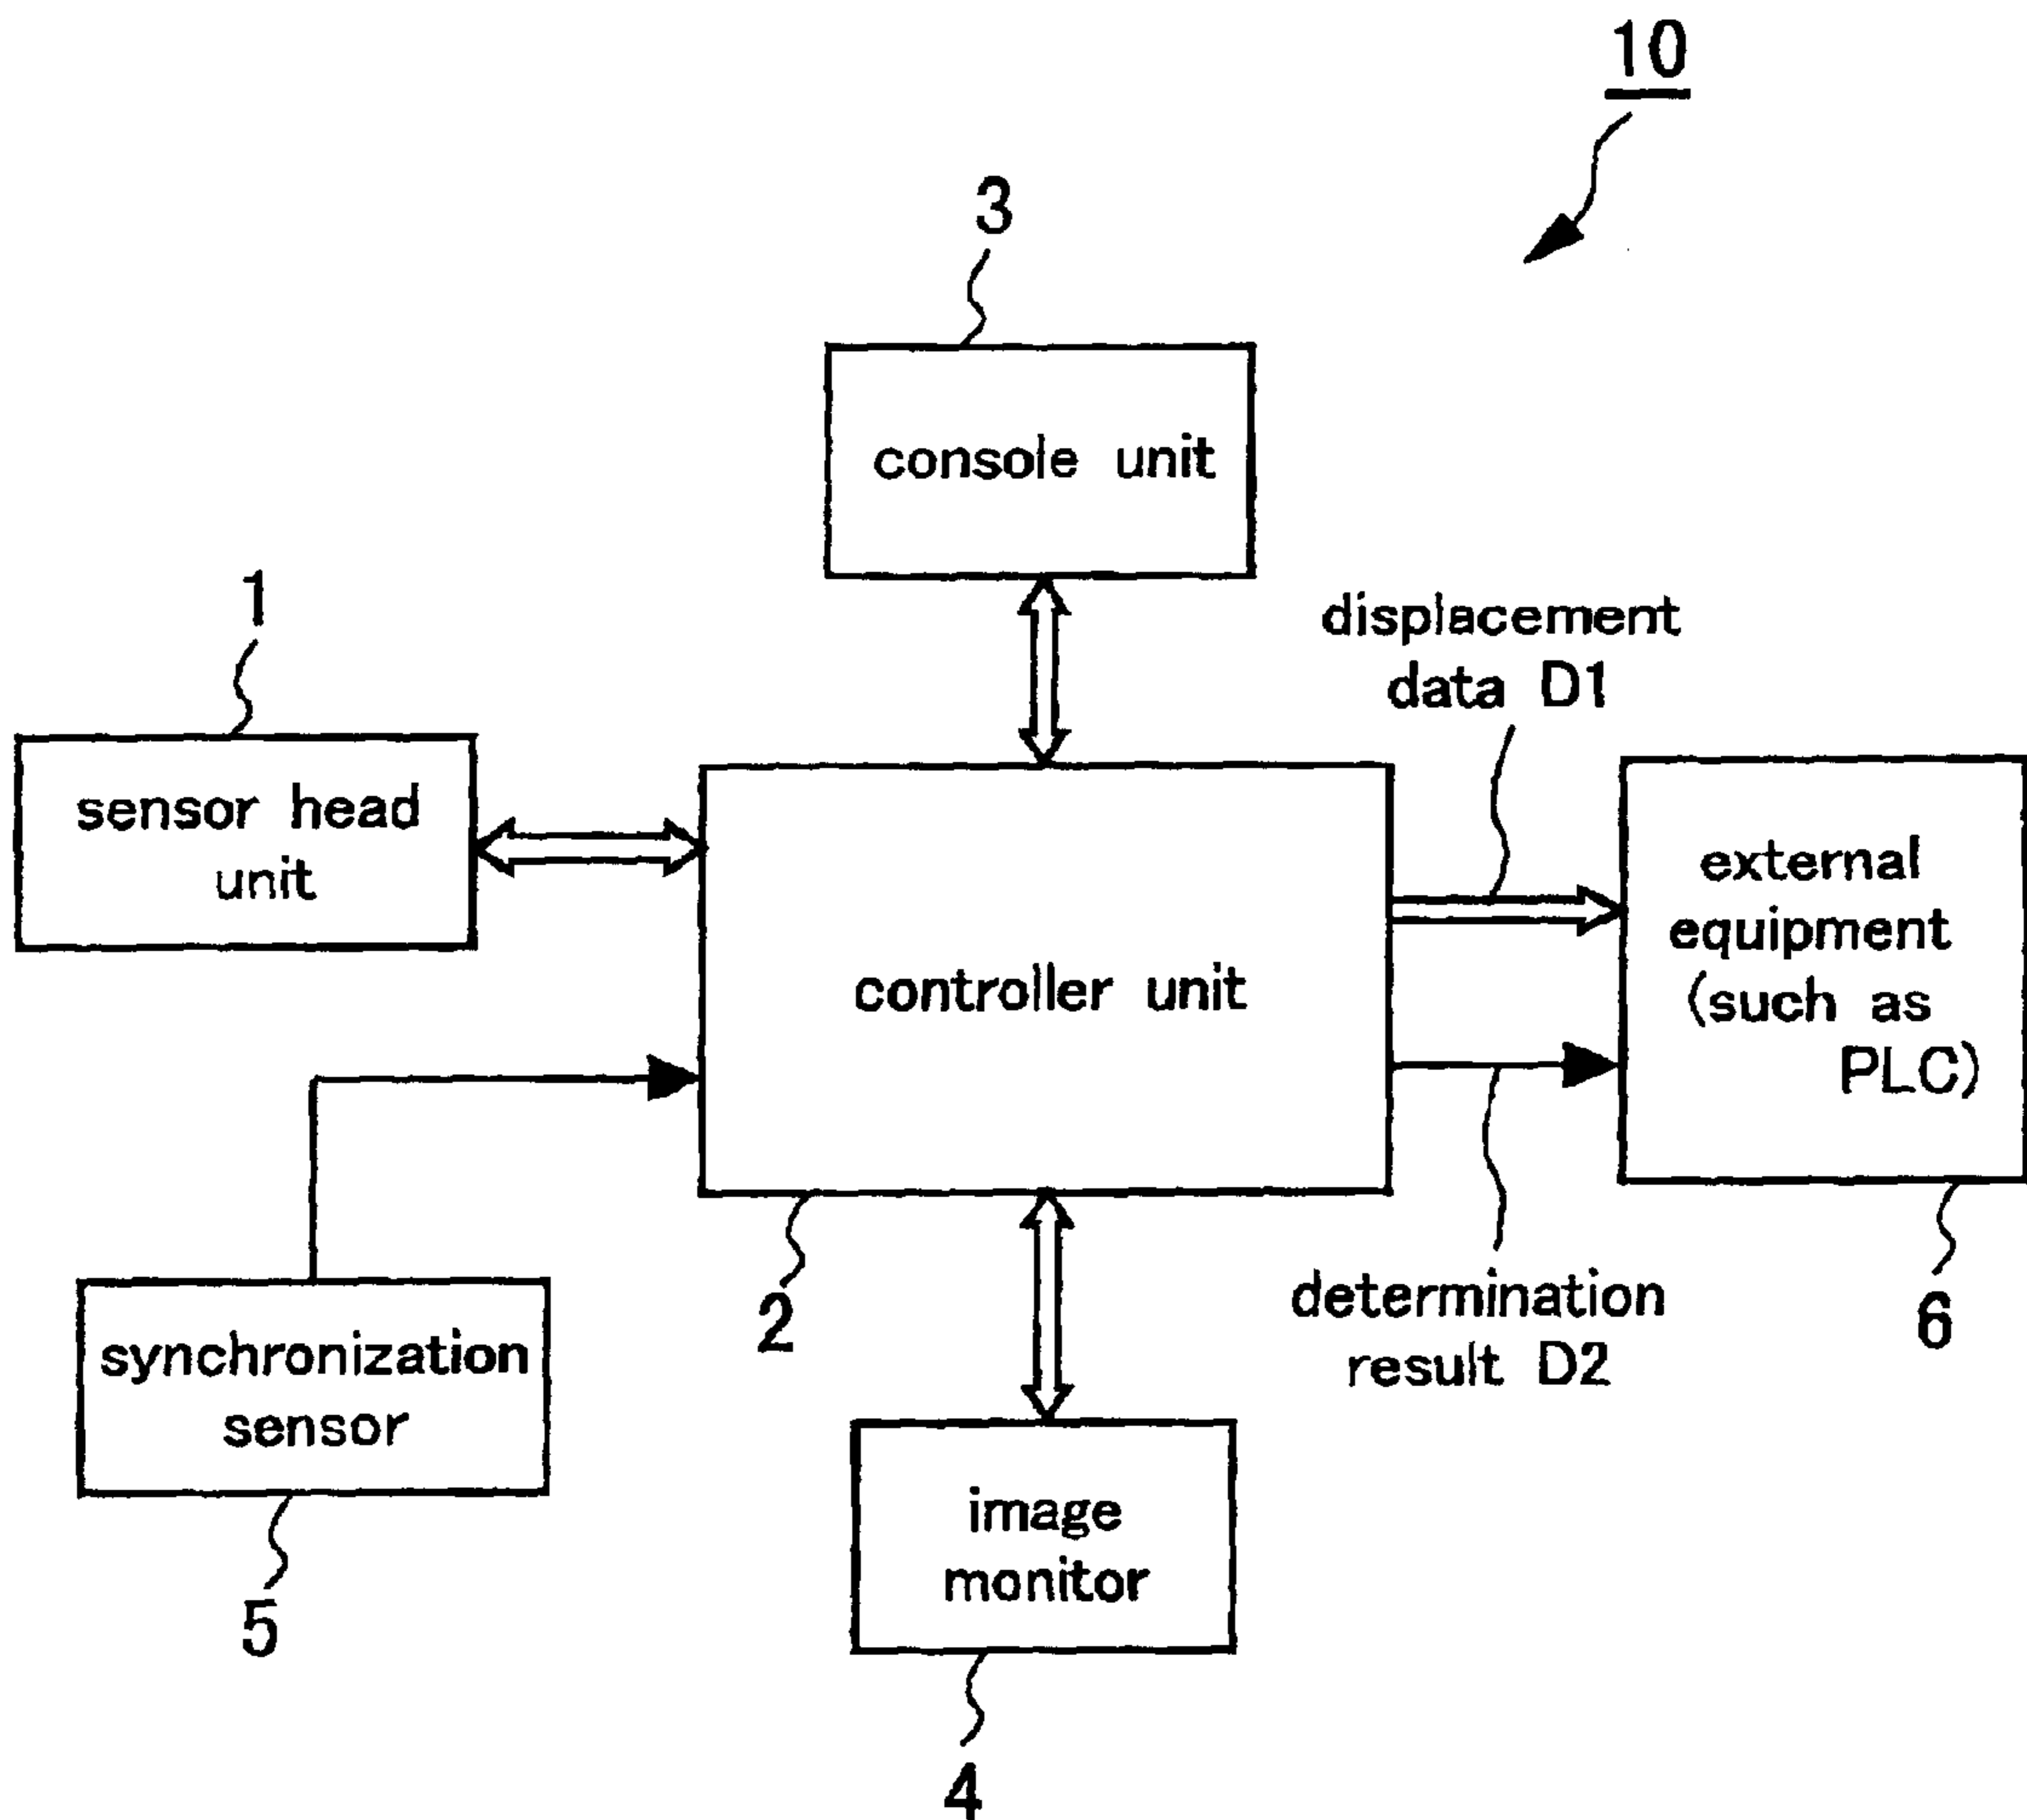 10
3
console unit
1
displacement
data D1
sensor head
unit
external
equipment
(such as
PLC)
controller unit
2
determination
result D2
6
synchronization
sensor
5
image
monitor
4